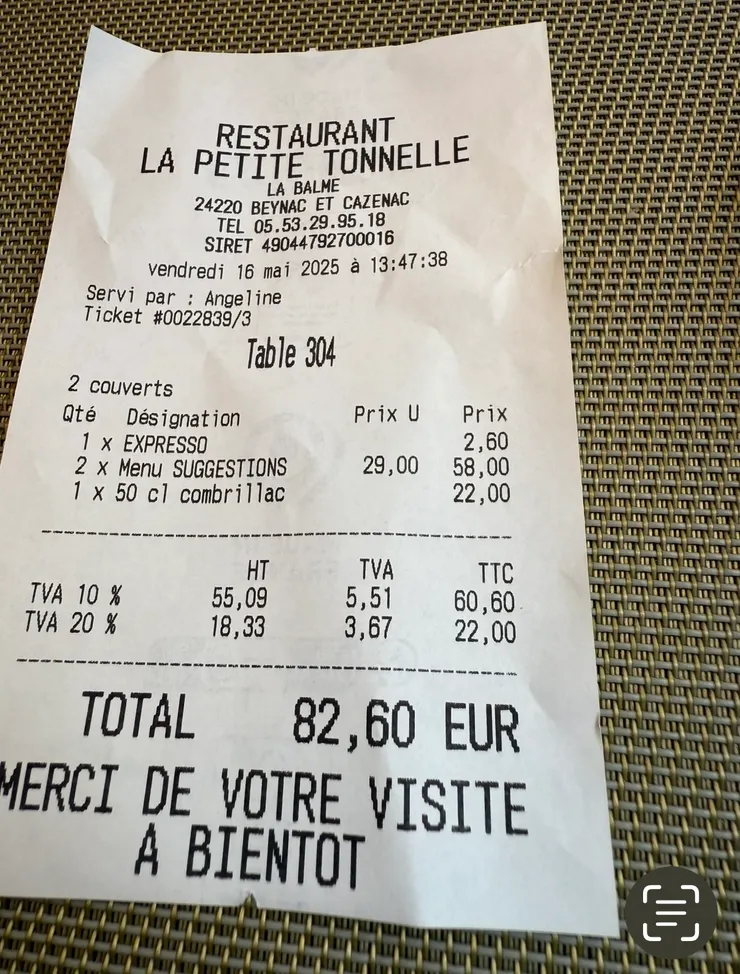 RESTAURANT
LA PETITE TONNELLE
LA BALME
24220 BEYNAC ET CAZENAC
TEL 05.53.29.95.18
SIRET 49044792700016
vendredi 16 mai 2025 à 13:47:38
Servi par : Angeline
Ticket #0022839/3
Table 304
2 couverts
Qté Désignation Prix U Prix
1 x EXPRESSO 2,60
2 x Menu SUGGESTIONS 29,00 58,00
1 x 50 cl combrillac 22,00
HT TVA TTC
TVA 10 % 55,09 5,51 60,60
TVA 20 % 18,33 3,67 22,00
TOTAL 82,60 EUR
MERCI DE VOTRE VISITE
A BIENTOT